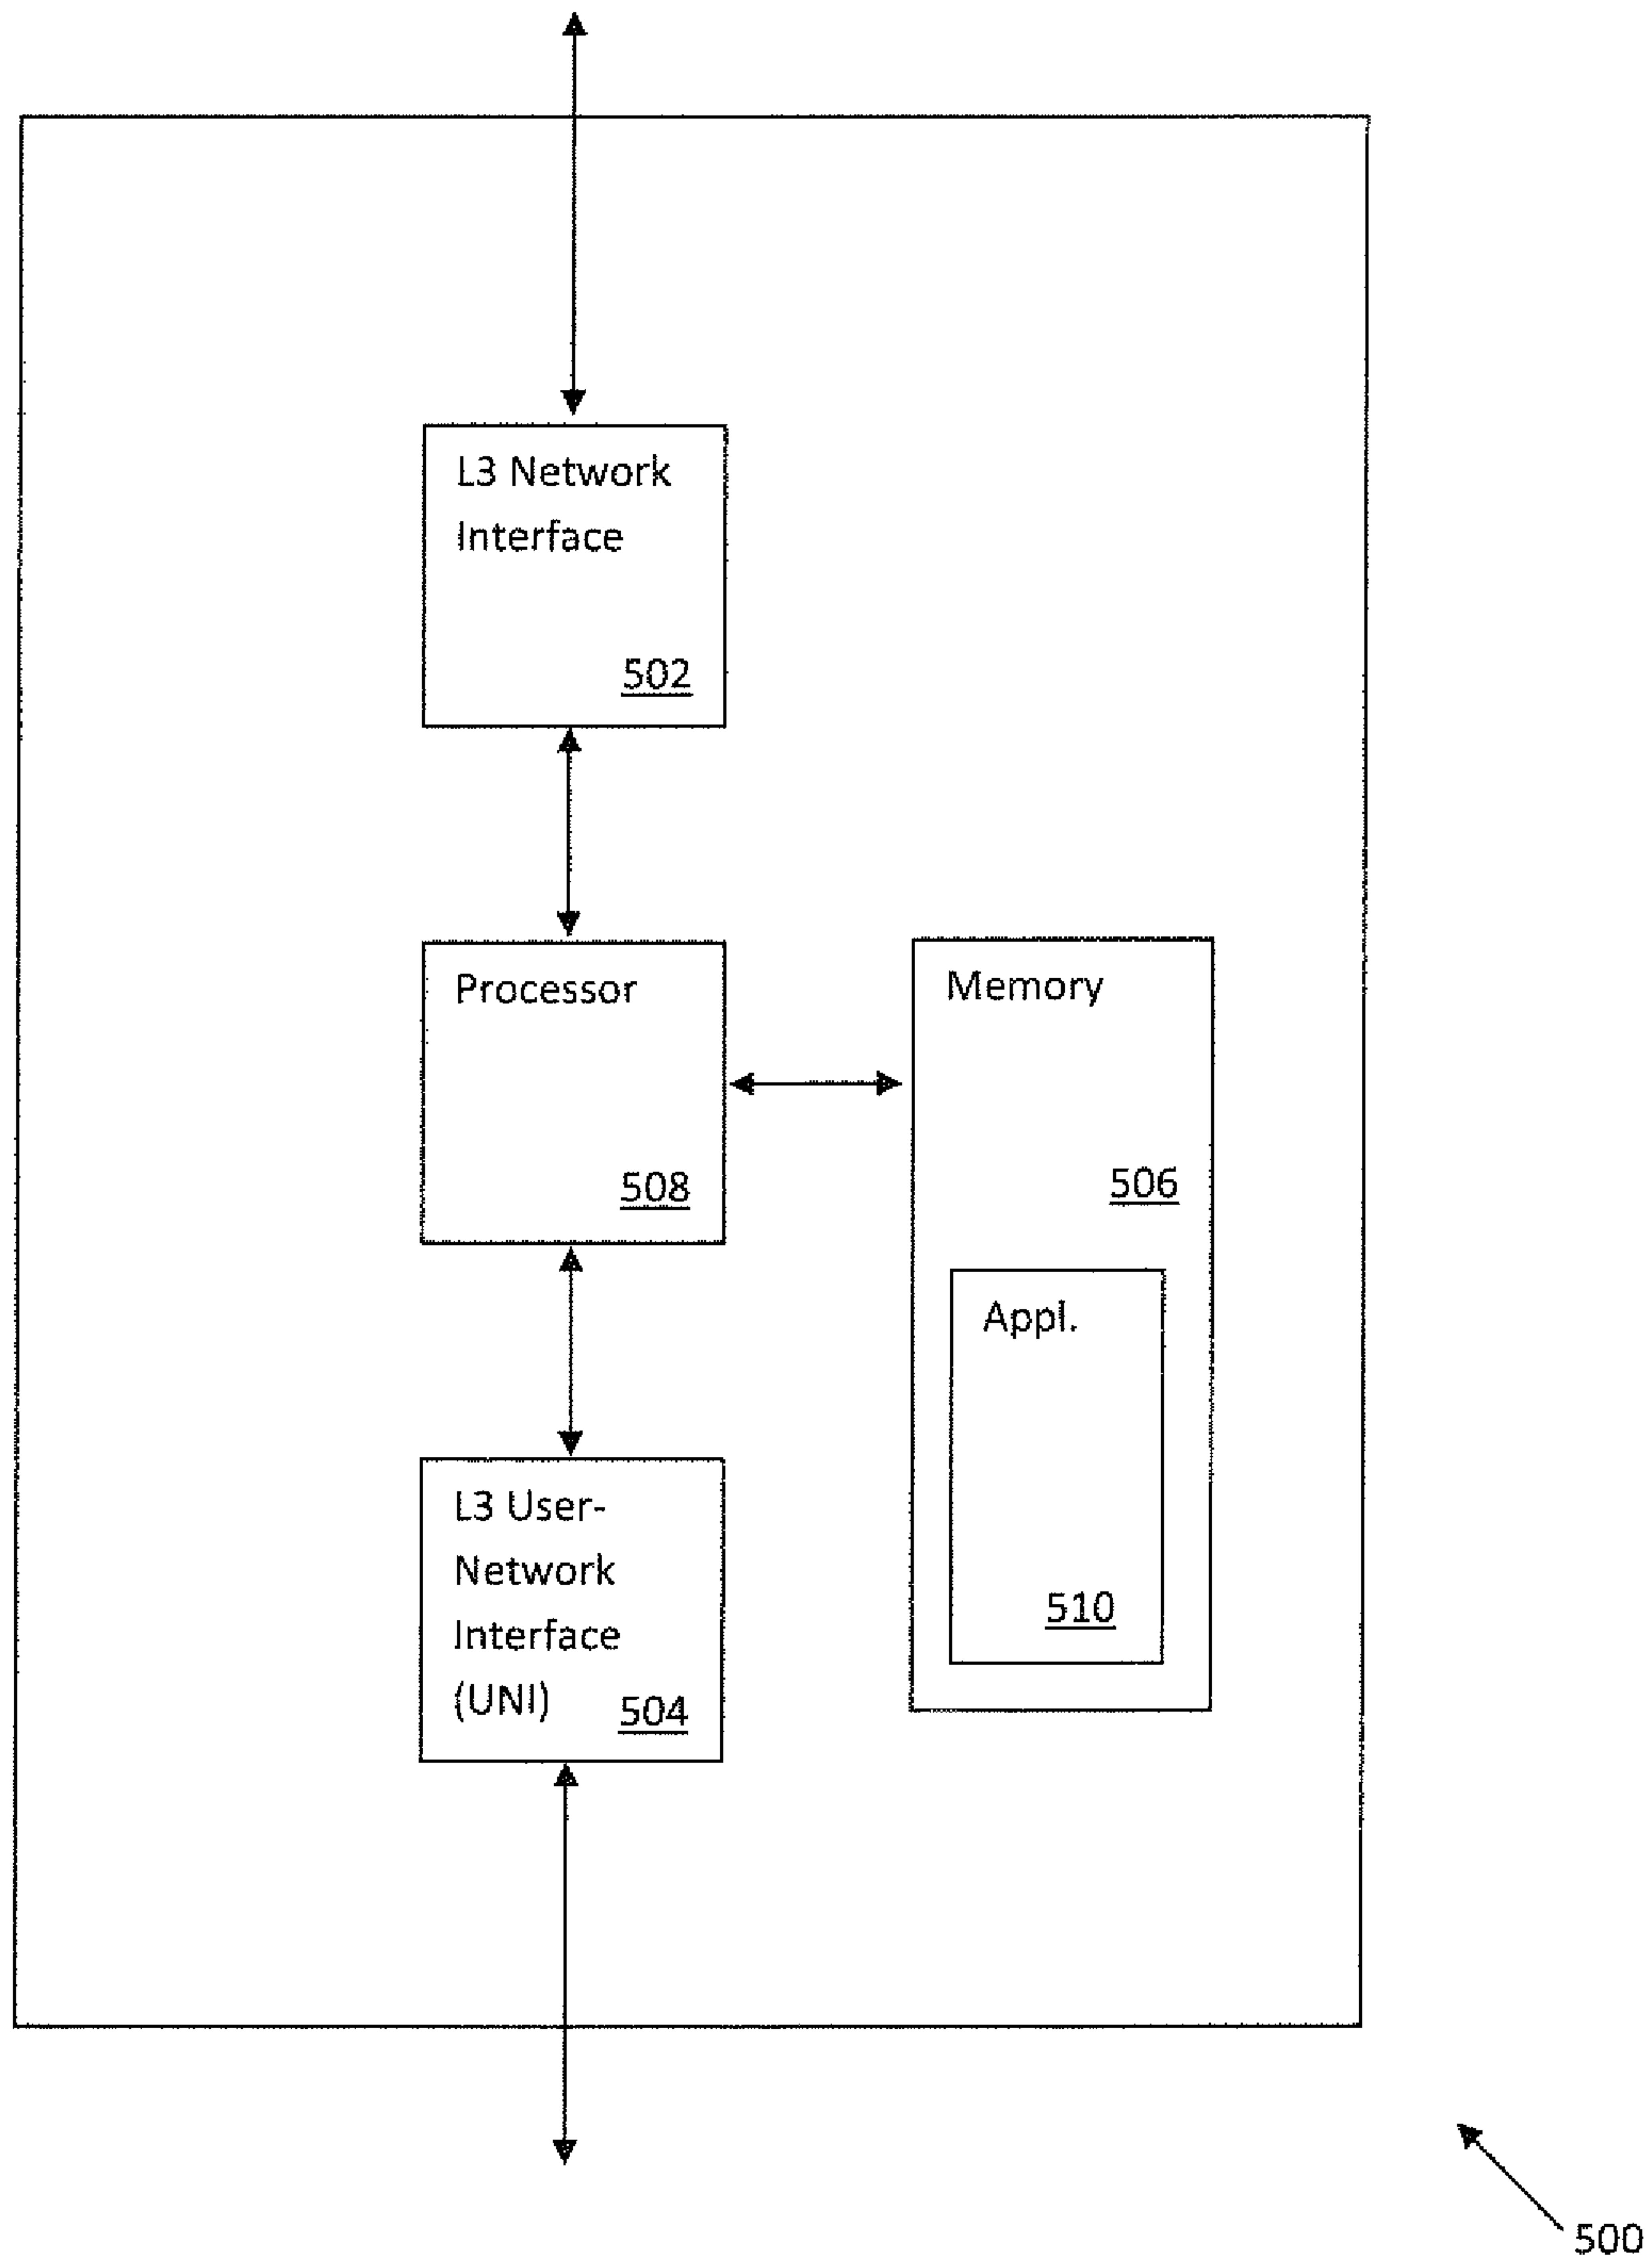 L3 Network
Interface
502
Processor
508
Memory
506
Appl.
510
L3 User-
Network
Interface
(UNI)
504
500